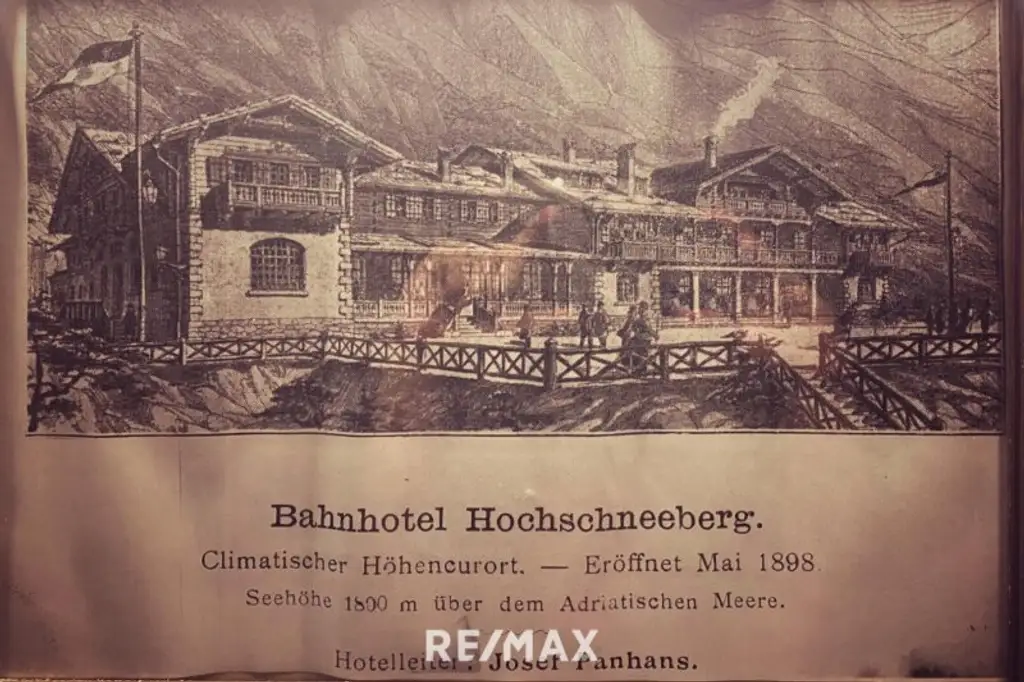 Bahnhotel Hochschneeberg.
Climatischer Höhencurort. — Eröffnet Mai 1898.
Seehöhe 1800 m über dem Adriatischen Meere.
RE/MAX
Hotelleiter: Josef Panhans.